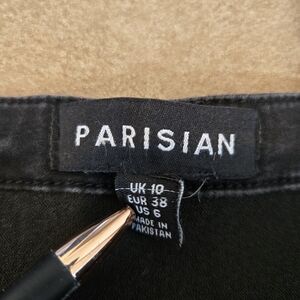 PARISIAN
UK 10
EUR 38
US 6
MADE IN
PAKISTAN